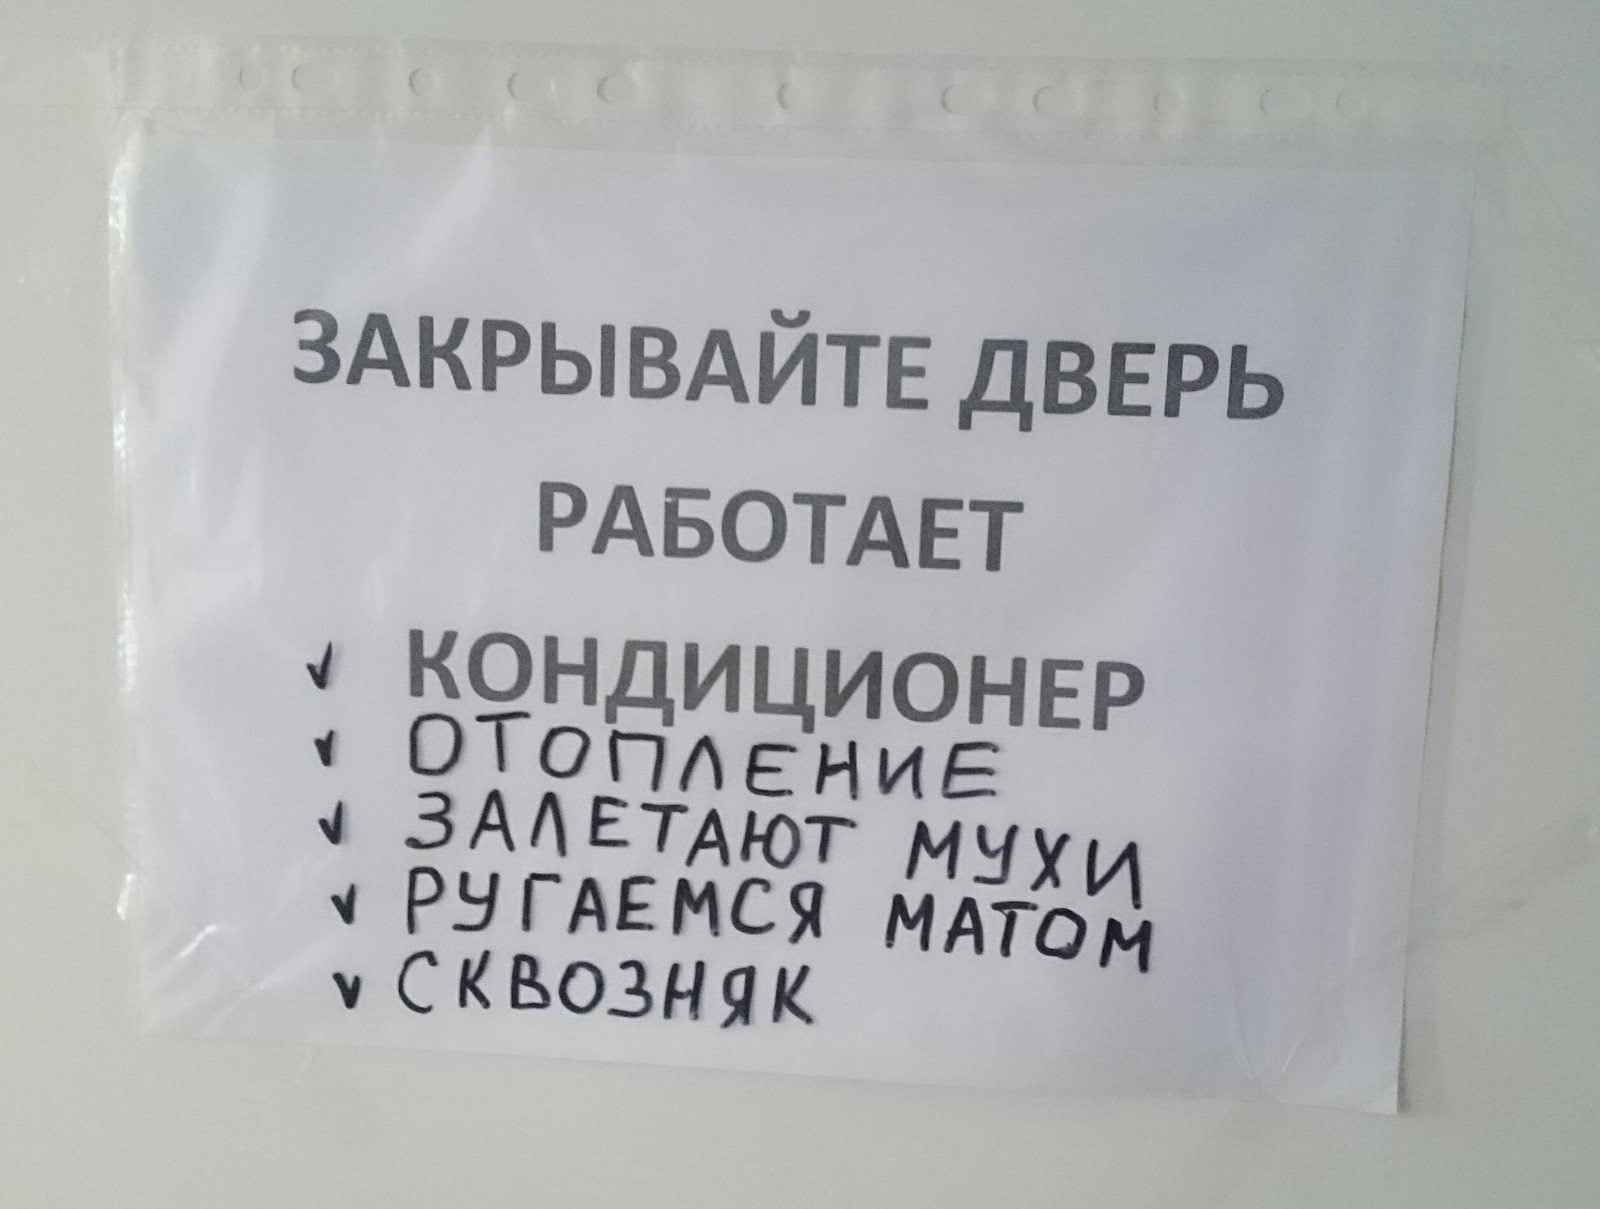 ЗАКРЫВАЙТЕ ДВЕРЬ
РАБОТАЕТ
✓ КОНДИЦИОНЕР
✓ ОТОПЛЕНИЕ
✓ ЗАЛЕТАЮТ МУХИ
✓ РУГАЕМСЯ МАТОМ
✓ СКВОЗНЯК